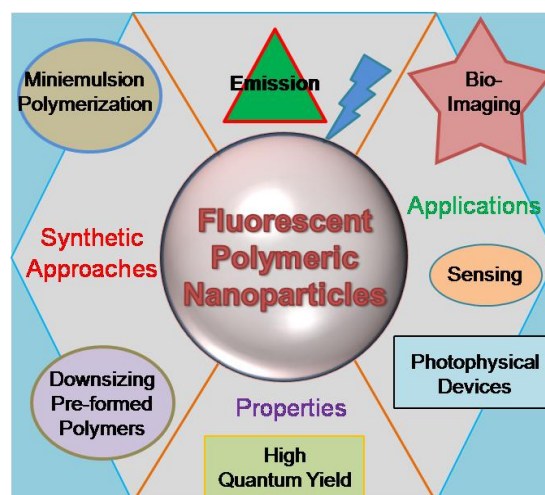 Miniemulsion
Polymerization
Emission
Bio-
Imaging
Fluorescent
Polymeric
Nanoparticles
Synthetic
Approaches
Applications
Sensing
Photophysical
Devices
Downsizing
Pre-formed
Polymers
Properties
High
Quantum Yield